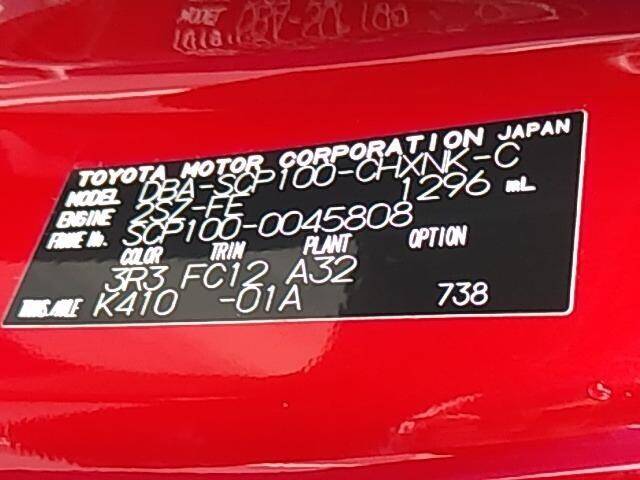 TOYOTA MOTOR CORPORATION JAPAN
MODEL DBA-SCP100-CHXNK-C
ENGINE 2SZ-FE 1296 mL
FRAME No. SCP100-0045808
COLOR TRIM PLANT OPTION
3R3 FC12 A32
TRANS.AXLE K410 -01A 738